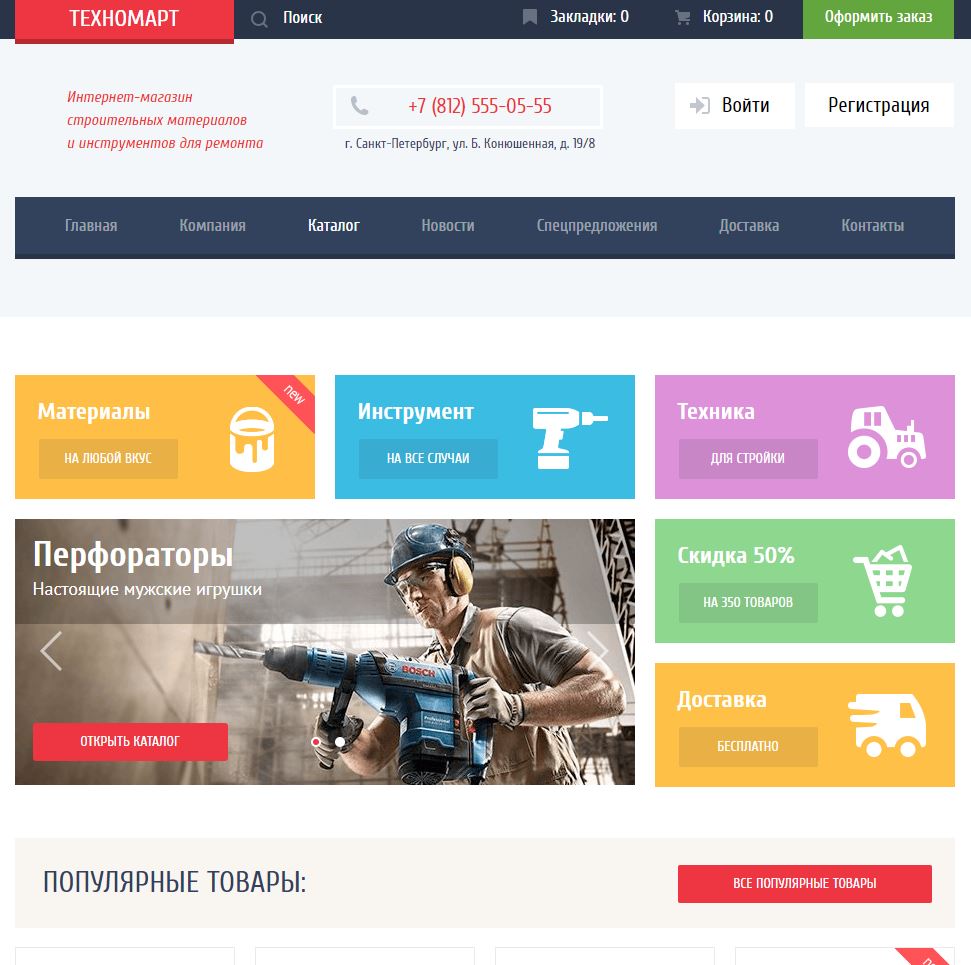 ТЕХНОМАРТ
Поиск
Закладки: 0
Корзина: 0
Оформить заказ
Интернет-магазин
строительных материалов
и инструментов для ремонта
+7 (812) 555-05-55
г. Санкт-Петербург, ул. Б. Конюшенная, д. 19/8
Войти
Регистрация
Главная
Компания
Каталог
Новости
Спецпредложения
Доставка
Контакты
Материалы
НА ЛЮБОЙ ВКУС
new
Инструмент
НА ВСЕ СЛУЧАИ
Техника
ДЛЯ СТРОЙКИ
Перфораторы
Настоящие мужские игрушки
BOSCH
Professional
ОТКРЫТЬ КАТАЛОГ
Скидка 50%
НА 350 ТОВАРОВ
Доставка
БЕСПЛАТНО
ПОПУЛЯРНЫЕ ТОВАРЫ:
ВСЕ ПОПУЛЯРНЫЕ ТОВАРЫ